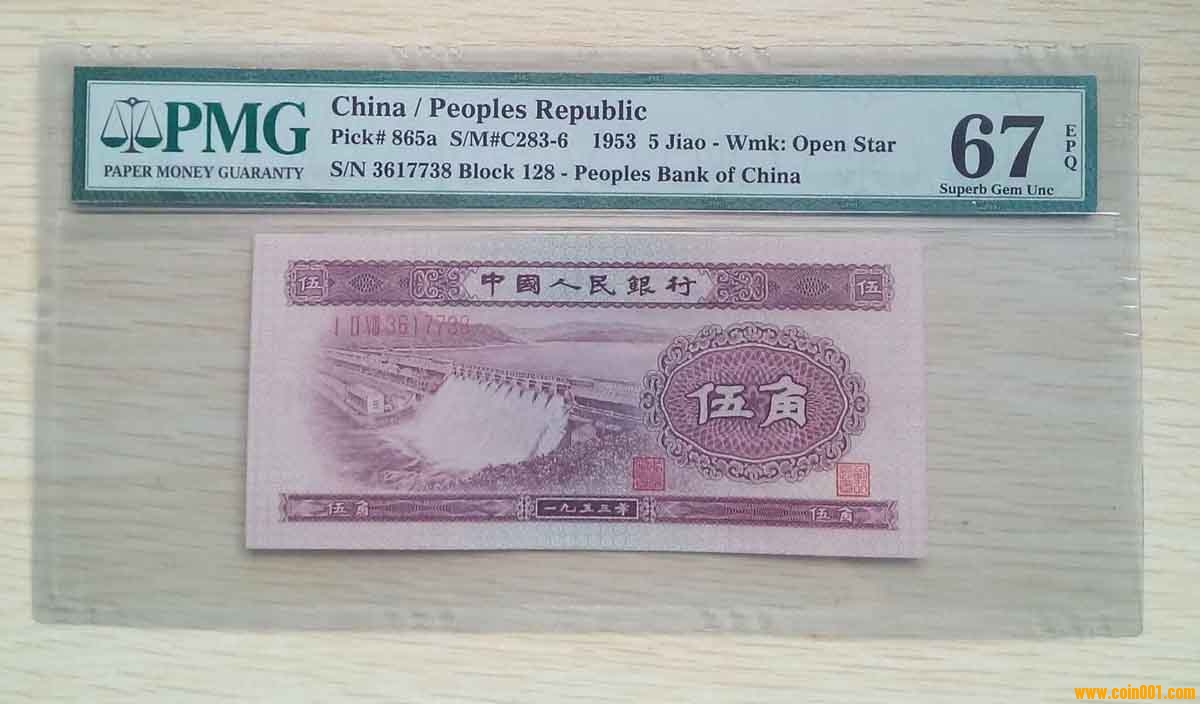 PMG
PAPER MONEY GUARANTY
China / Peoples Republic
Pick# 865a S/M#C283-6 1953 5 Jiao - Wmk: Open Star
S/N 3617738 Block 128 - Peoples Bank of China
67
EPQ
Superb Gem Unc
伍 中國人民銀行 伍
I II VIII 3617738
伍角
伍角 一九五三年 伍角
www.coin001.com